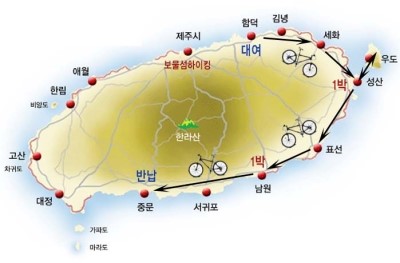 함덕
김녕
제주시
대여
세화
보물섬하이킹
우도
애월
1박
성산
한림
비양도
한라산
표선
고산
차귀도
반납
1박
남원
대정
중문
서귀포
가파도
마라도